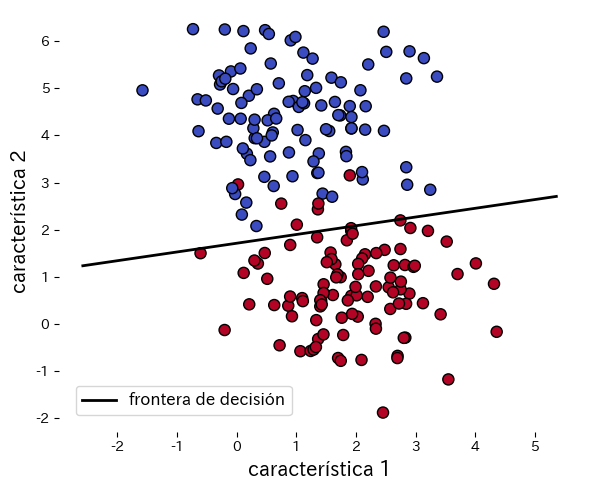 característica 2
6
5
4
3
2
1
0
-1
-2
frontera de decisión
-2 -1 0 1 2 3 4 5
característica 1